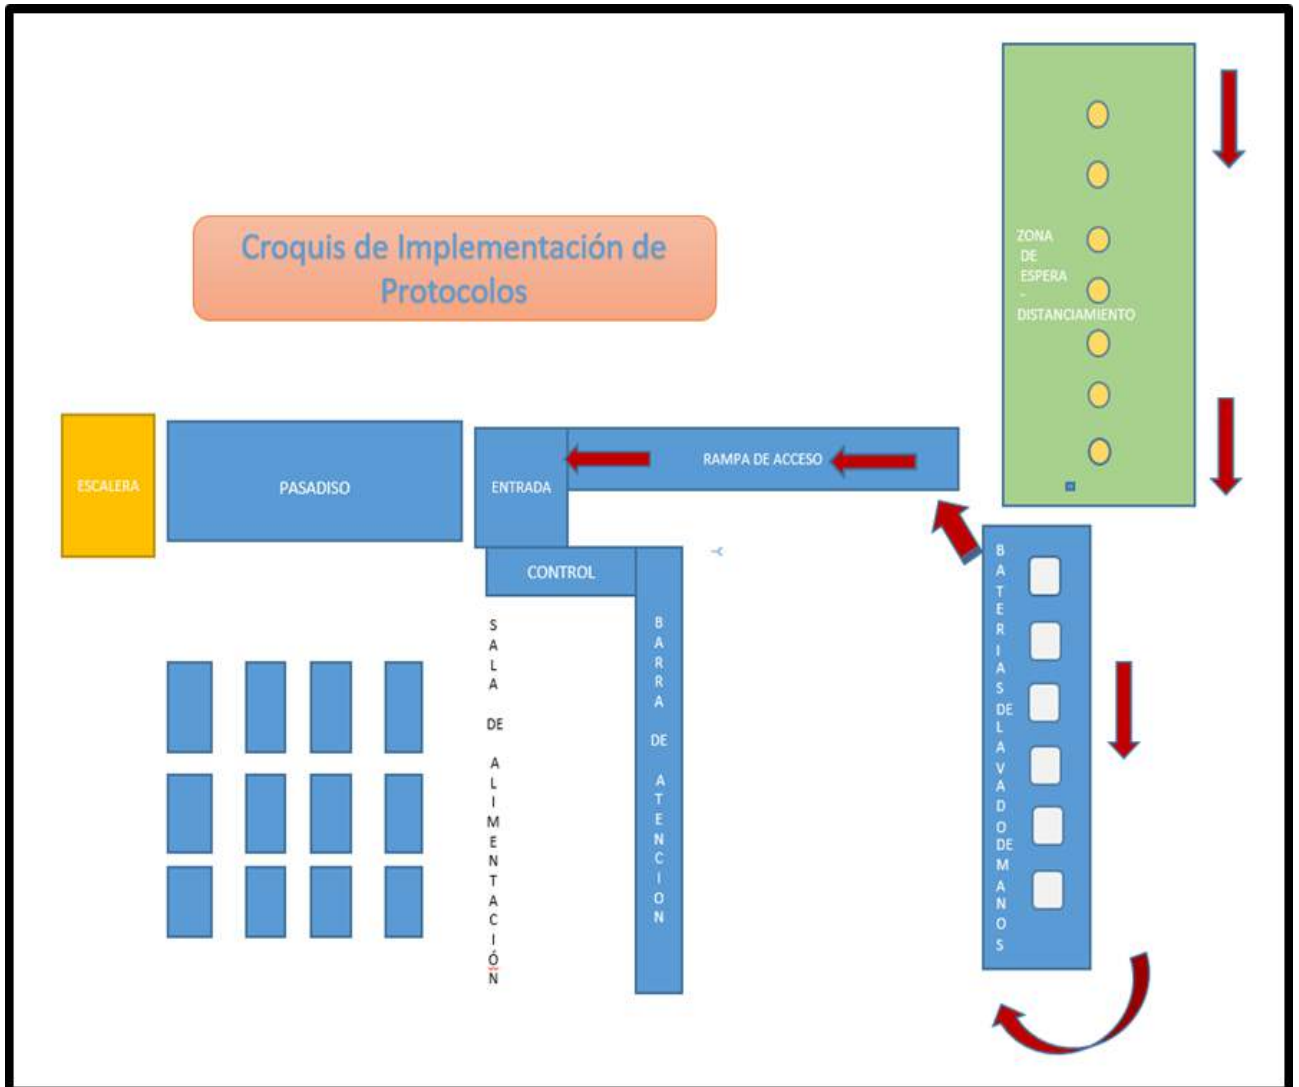 Croquis de Implementación de
Protocolos
ZONA
DE
ESPERA
-
DISTANCIAMIENTO
ESCALERA
PASADISO
ENTRADA
RAMPA DE ACCESO
CONTROL
SALA DE ALIMENTACIÓN
BARRA DE ATENCION
BATERIAS DE LAVADO DE MANOS